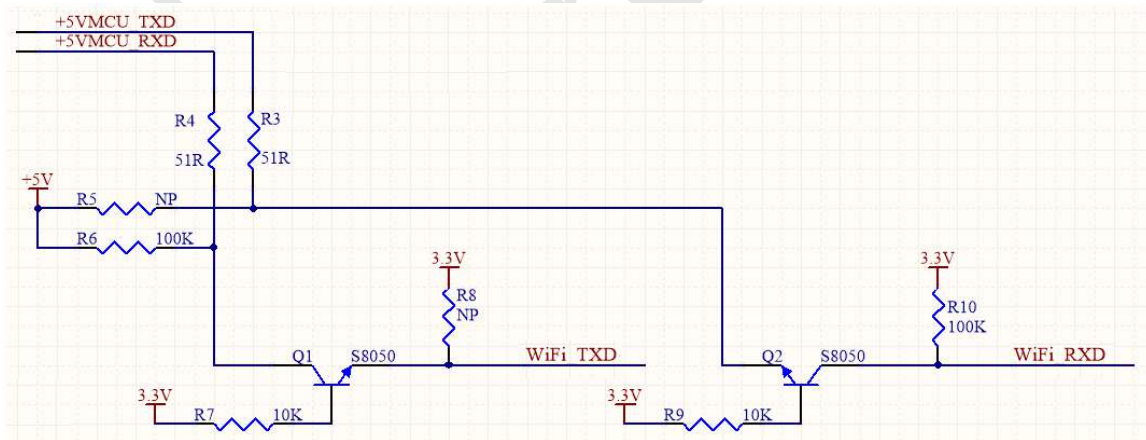 +5VMCU_TXD
+5VMCU_RXD
R4
R3
51R
51R
+5V
R5
NP
R6
100K
3.3V
R8
NP
3.3V
R10
100K
Q1
S8050
WiFi_TXD
Q2
S8050
WiFi_RXD
3.3V
R7
10K
3.3V
R9
10K